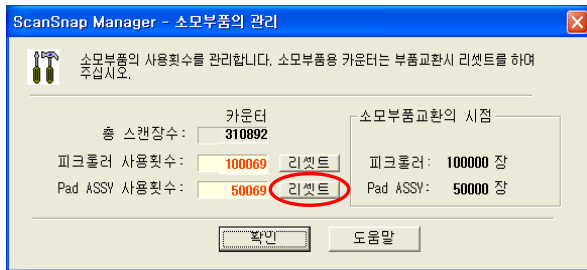 ScanSnap Manager - 소모부품의 관리
소모부품의 사용횟수를 관리합니다. 소모부품용 카운터는 부품교환시 리셋트를 하여
주십시오.
카운터
총 스캔장수: 310892
피크롤러 사용횟수: 100069 리셋트
Pad ASSY 사용횟수: 50069 리셋트
소모부품교환의 시점
피크롤러: 100000 장
Pad ASSY: 50000 장
확인 도움말